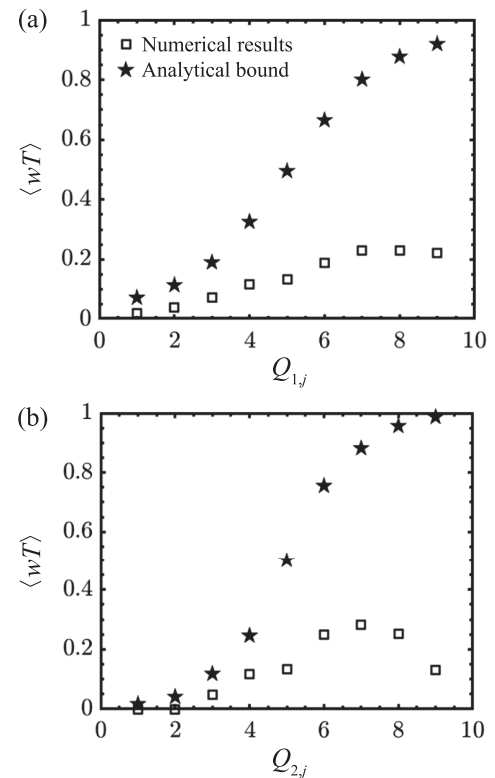 (a)
1
□ Numerical results
★ Analytical bound
0.8
0.6
⟨wT⟩
0.4
0.2
0
0 2 4 6 8 10
Q1,j
(b)
1
0.8
0.6
⟨wT⟩
0.4
0.2
0
0 2 4 6 8 10
Q2,j